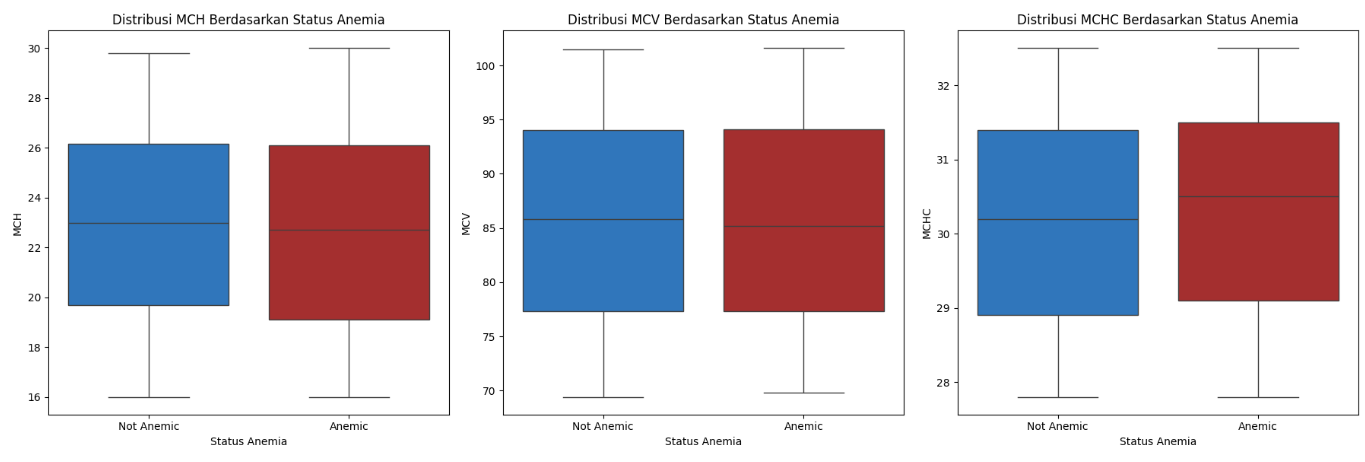 Distribusi MCH Berdasarkan Status Anemia
MCH
30
28
26
24
22
20
18
16
Not Anemic
Anemic
Status Anemia
Distribusi MCV Berdasarkan Status Anemia
MCV
100
95
90
85
80
75
70
Not Anemic
Anemic
Status Anemia
Distribusi MCHC Berdasarkan Status Anemia
MCHC
32
31
30
29
28
Not Anemic
Anemic
Status Anemia